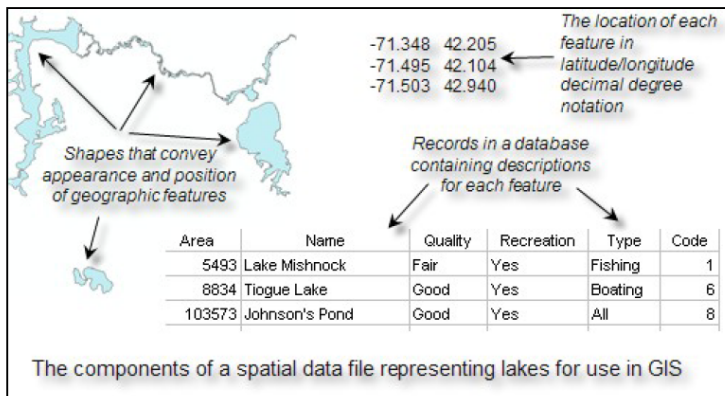 -71.348 42.205
-71.495 42.104
-71.503 42.940
The location of each
feature in
latitude/longitude
decimal degree
notation
Shapes that convey
appearance and position
of geographic features
Records in a database
containing descriptions
for each feature
Area Name Quality Recreation Type Code
5493 Lake Mishnock Fair Yes Fishing 1
8834 Tiogue Lake Good Yes Boating 6
103573 Johnson's Pond Good Yes All 8
The components of a spatial data file representing lakes for use in GIS